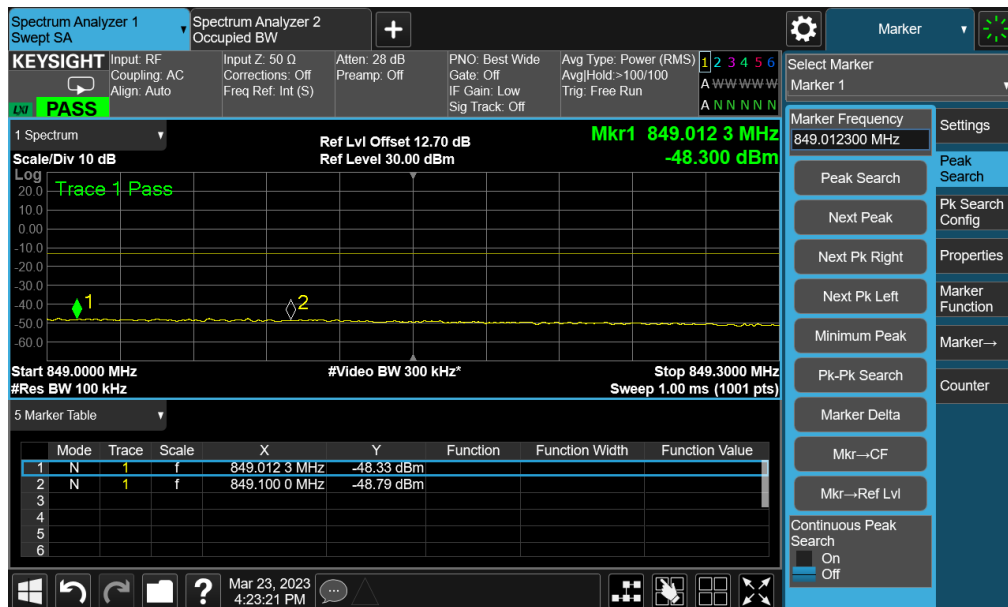 Spectrum Analyzer 1
Swept SA
Spectrum Analyzer 2
Occupied BW
Marker
KEYSIGHT
LXI
PASS
Input: RF
Coupling: AC
Align: Auto
Input Z: 50 Ω
Corrections: Off
Freq Ref: Int (S)
Atten: 28 dB
Preamp: Off
PNO: Best Wide
Gate: Off
IF Gain: Low
Sig Track: Off
Avg Type: Power (RMS)
Avg|Hold:>100/100
Trig: Free Run
1 2 3 4 5 6
A W W W W W
A N N N N N
Select Marker
Marker 1
1 Spectrum
Scale/Div 10 dB
Ref Lvl Offset 12.70 dB
Ref Level 30.00 dBm
Mkr1 849.012 3 MHz
-48.300 dBm
Log
Trace 1 Pass
20.0
10.0
0.00
-10.0
-20.0
-30.0
-40.0
-50.0
-60.0
1
2
Start 849.0000 MHz
#Res BW 100 kHz
#Video BW 300 kHz*
Stop 849.3000 MHz
Sweep 1.00 ms (1001 pts)
5 Marker Table
Mode Trace Scale X Y Function Function Width Function Value
1 N 1 f 849.012 3 MHz -48.33 dBm
2 N 1 f 849.100 0 MHz -48.79 dBm
3
4
5
6
Marker Frequency
849.012300 MHz
Peak Search
Next Peak
Next Pk Right
Next Pk Left
Minimum Peak
Pk-Pk Search
Marker Delta
Mkr→CF
Mkr→Ref Lvl
Continuous Peak
Search
On
Off
Settings
Peak
Search
Pk Search
Config
Properties
Marker
Function
Marker→
Counter
Mar 23, 2023
4:23:21 PM